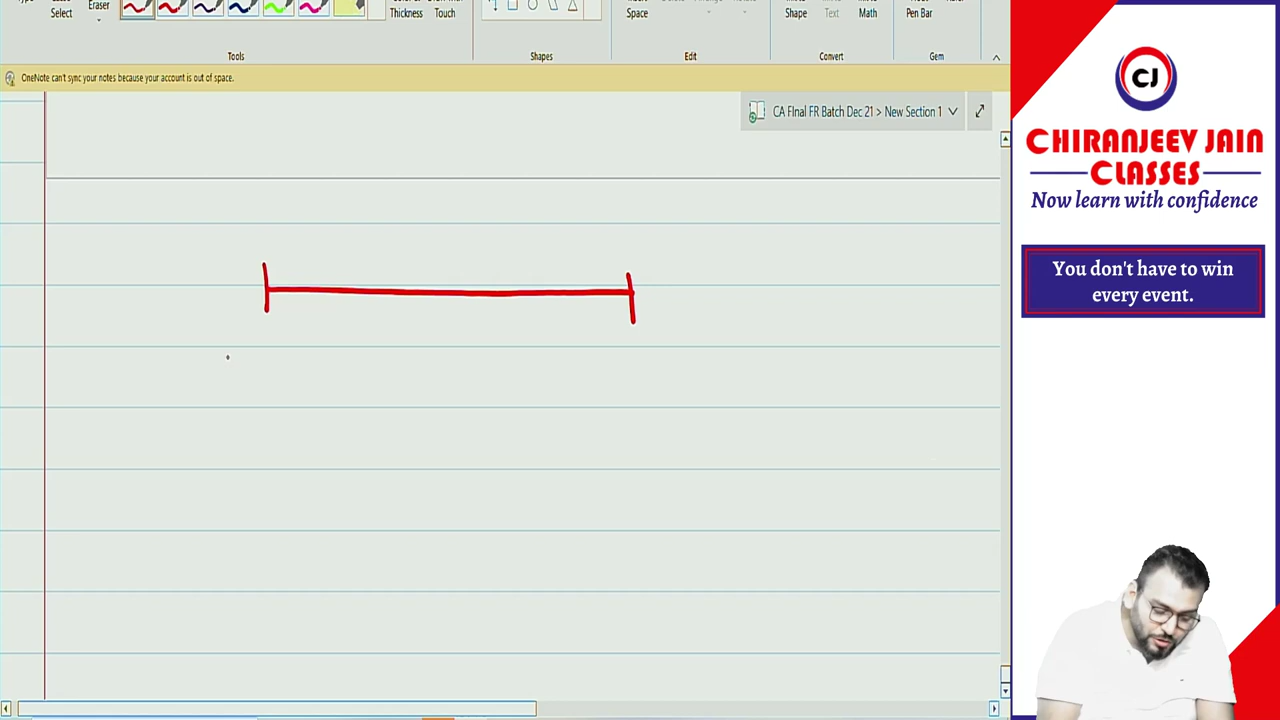 Eraser
Select
Thickness
Touch
Space
Shape
Text
Math
Pen Bar
Tools
Shapes
Edit
Convert
Gem
OneNote can't sync your notes because your account is out of space.
CA FInal FR Batch Dec 21 > New Section 1
CJ
CHIRANJEEV JAIN
CLASSES
Now learn with confidence
You don't have to win
every event.